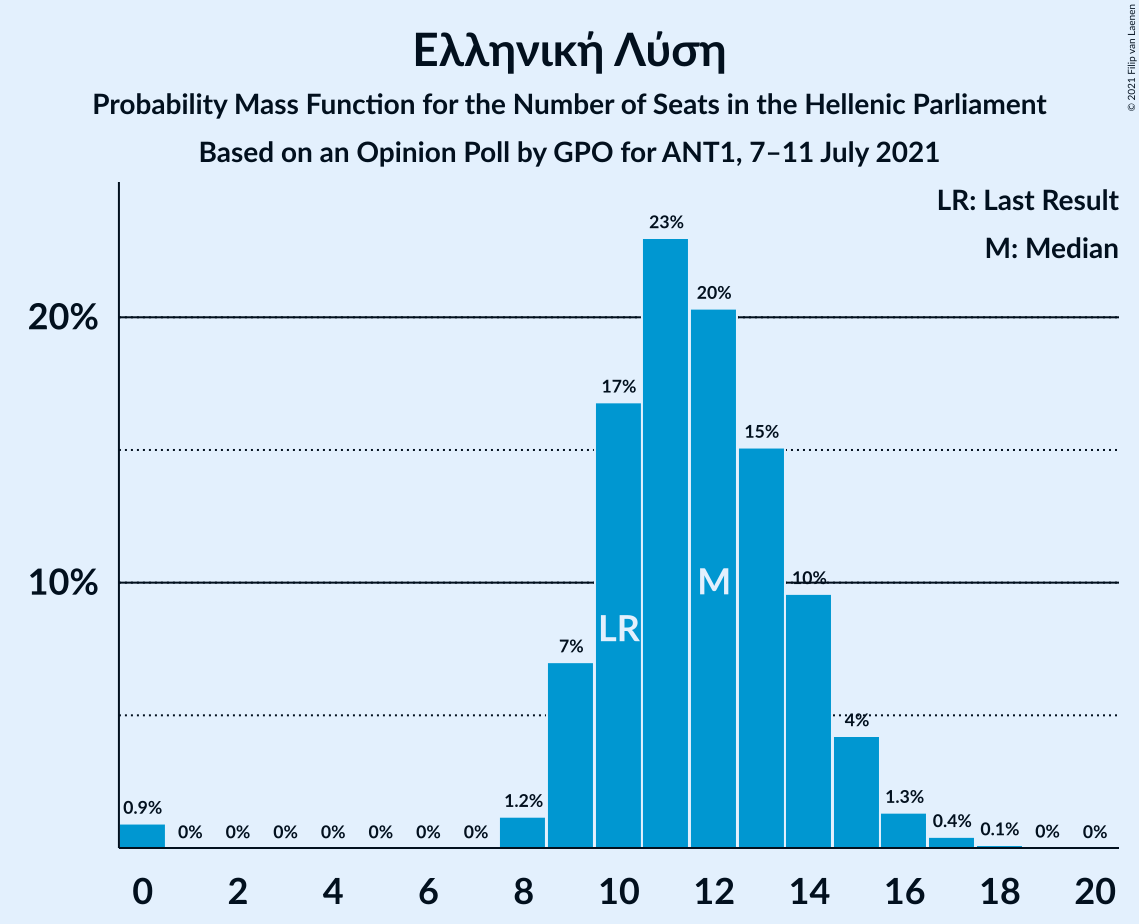 © 2021 Filip van Laenen
Ελληνική Λύση
Probability Mass Function for the Number of Seats in the Hellenic Parliament
Based on an Opinion Poll by GPO for ANT1, 7–11 July 2021
LR: Last Result
M: Median
20%
10%
0.9%
0%
0%
0%
0%
0%
0%
0%
1.2%
7%
17%
23%
20%
15%
10%
4%
1.3%
0.4%
0.1%
0%
0%
LR
M
0 2 4 6 8 10 12 14 16 18 20